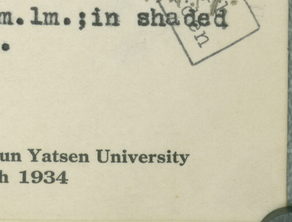 m.lm.;in shaded
.
un Yatsen University
h 1934